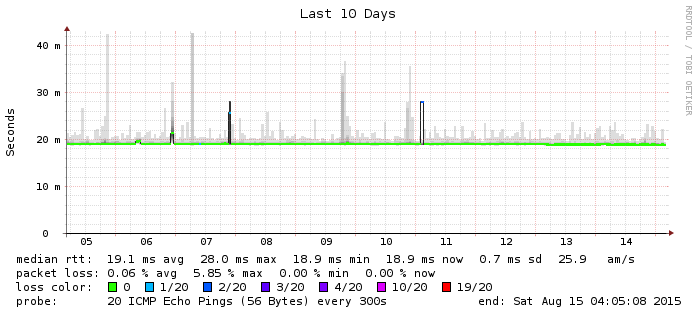 Last 10 Days
RRDTOOL / TOBI OETIKER
Seconds
40 m
30 m
20 m
10 m
0
05 06 07 08 09 10 11 12 13 14
median rtt: 19.1 ms avg 28.0 ms max 18.9 ms min 18.9 ms now 0.7 ms sd 25.9 am/s
packet loss: 0.06 % avg 5.85 % max 0.00 % min 0.00 % now
loss color: 0 1/20 2/20 3/20 4/20 10/20 19/20
probe: 20 ICMP Echo Pings (56 Bytes) every 300s end: Sat Aug 15 04:05:08 2015